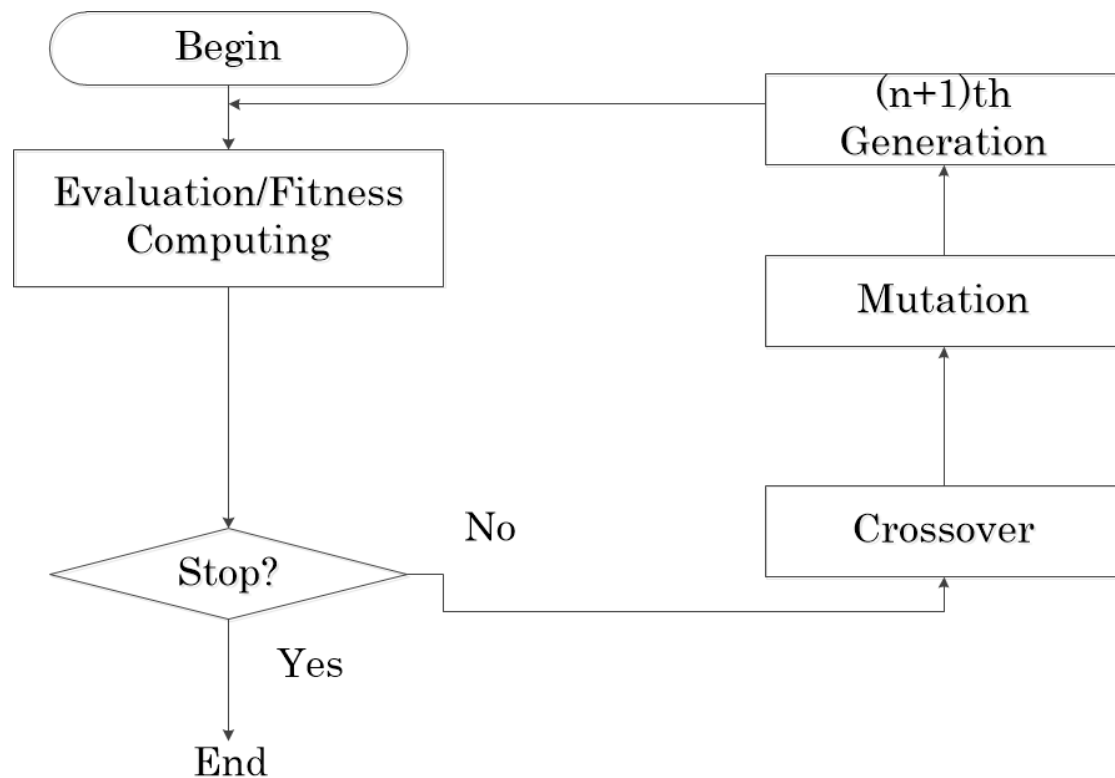 Begin
Evaluation/Fitness
Computing
Stop?
No
Yes
End
Crossover
Mutation
(n+1)th
Generation